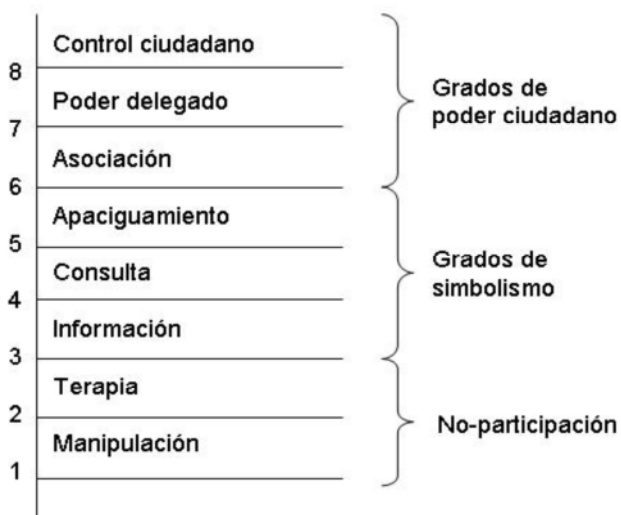 Control ciudadano
8
Poder delegado
7
Asociación
6
Apaciguamiento
5
Consulta
4
Información
3
Terapia
2
Manipulación
1
Grados de
poder ciudadano
Grados de
simbolismo
No-participación